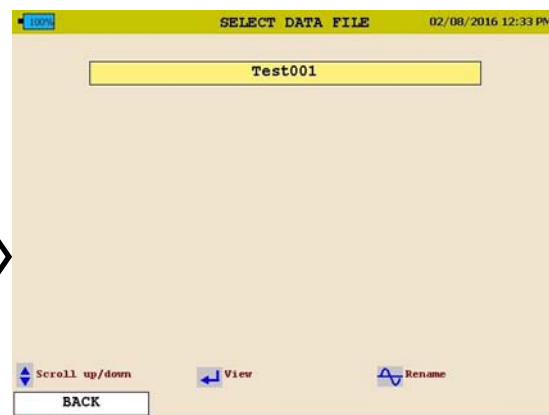 100% SELECT DATA FILE 02/08/2016 12:33 PM
Test001
Scroll up/down View Rename
BACK